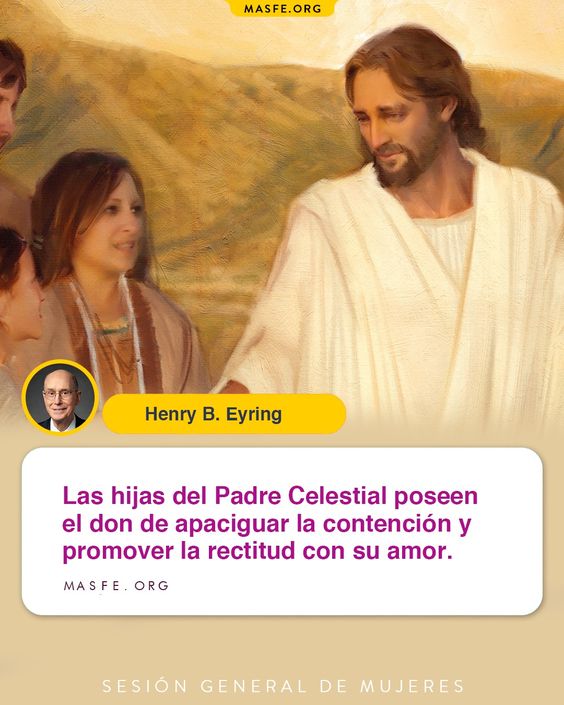 MASFE.ORG
Henry B. Eyring
Las hijas del Padre Celestial poseen
el don de apaciguar la contención y
promover la rectitud con su amor.
MASFE.ORG
SESIÓN GENERAL DE MUJERES